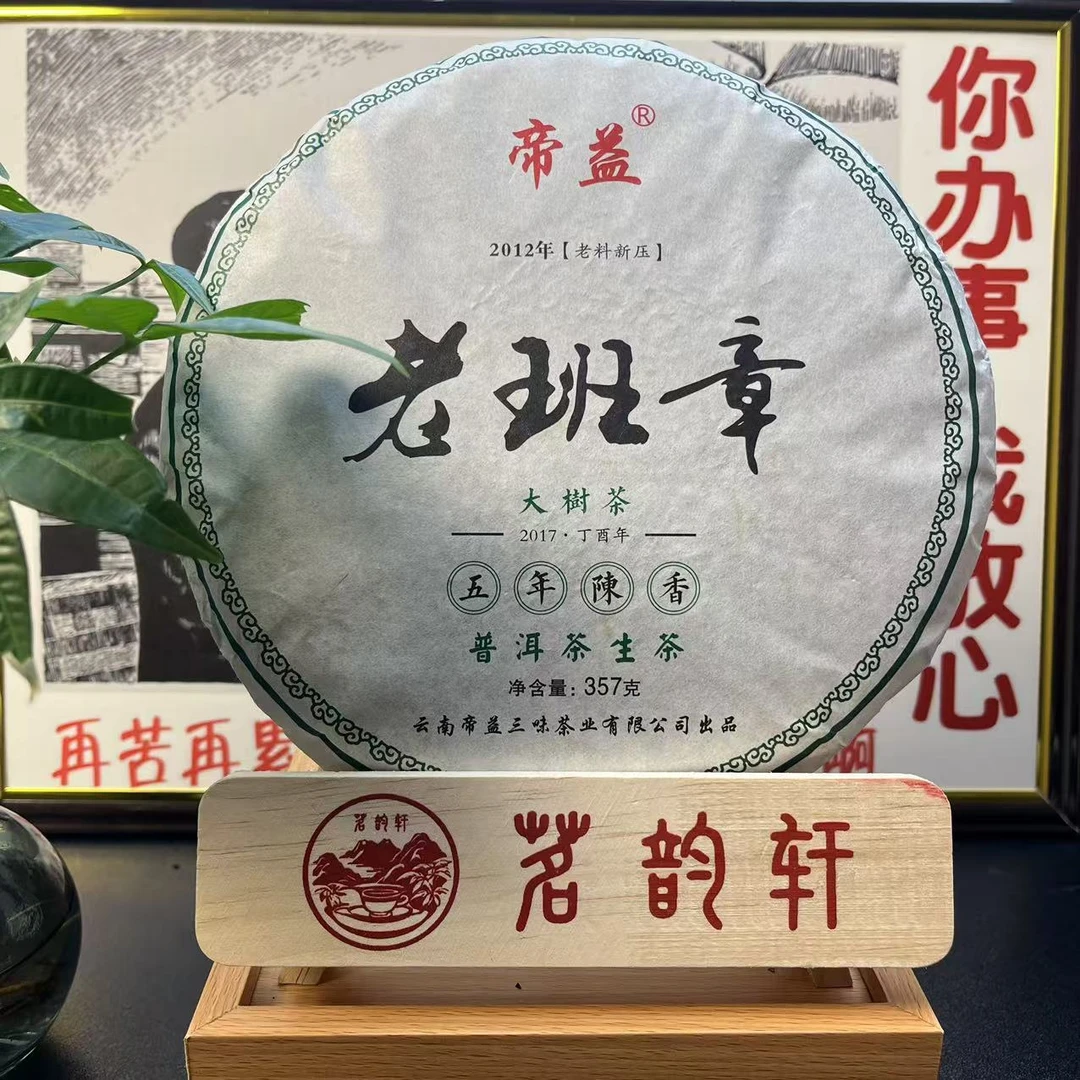 帝益®
2012年【老料新压】
老班章
大樹茶
2017·丁酉年
五年陳香
普洱茶生茶
净含量：357克
云南帝益三味茶业有限公司出品
茗韵轩
茗韵轩
你办事
放心
再苦再累